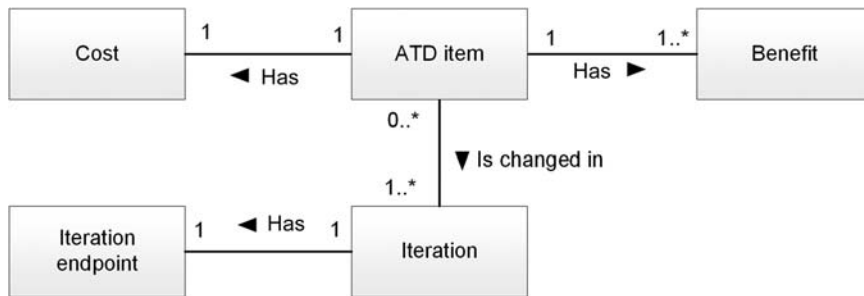 1 1 1 1..*
Cost ATD item Benefit
◄ Has Has ►
0..*
▼ Is changed in
1..*
◄ Has
1 1
Iteration
endpoint
Iteration